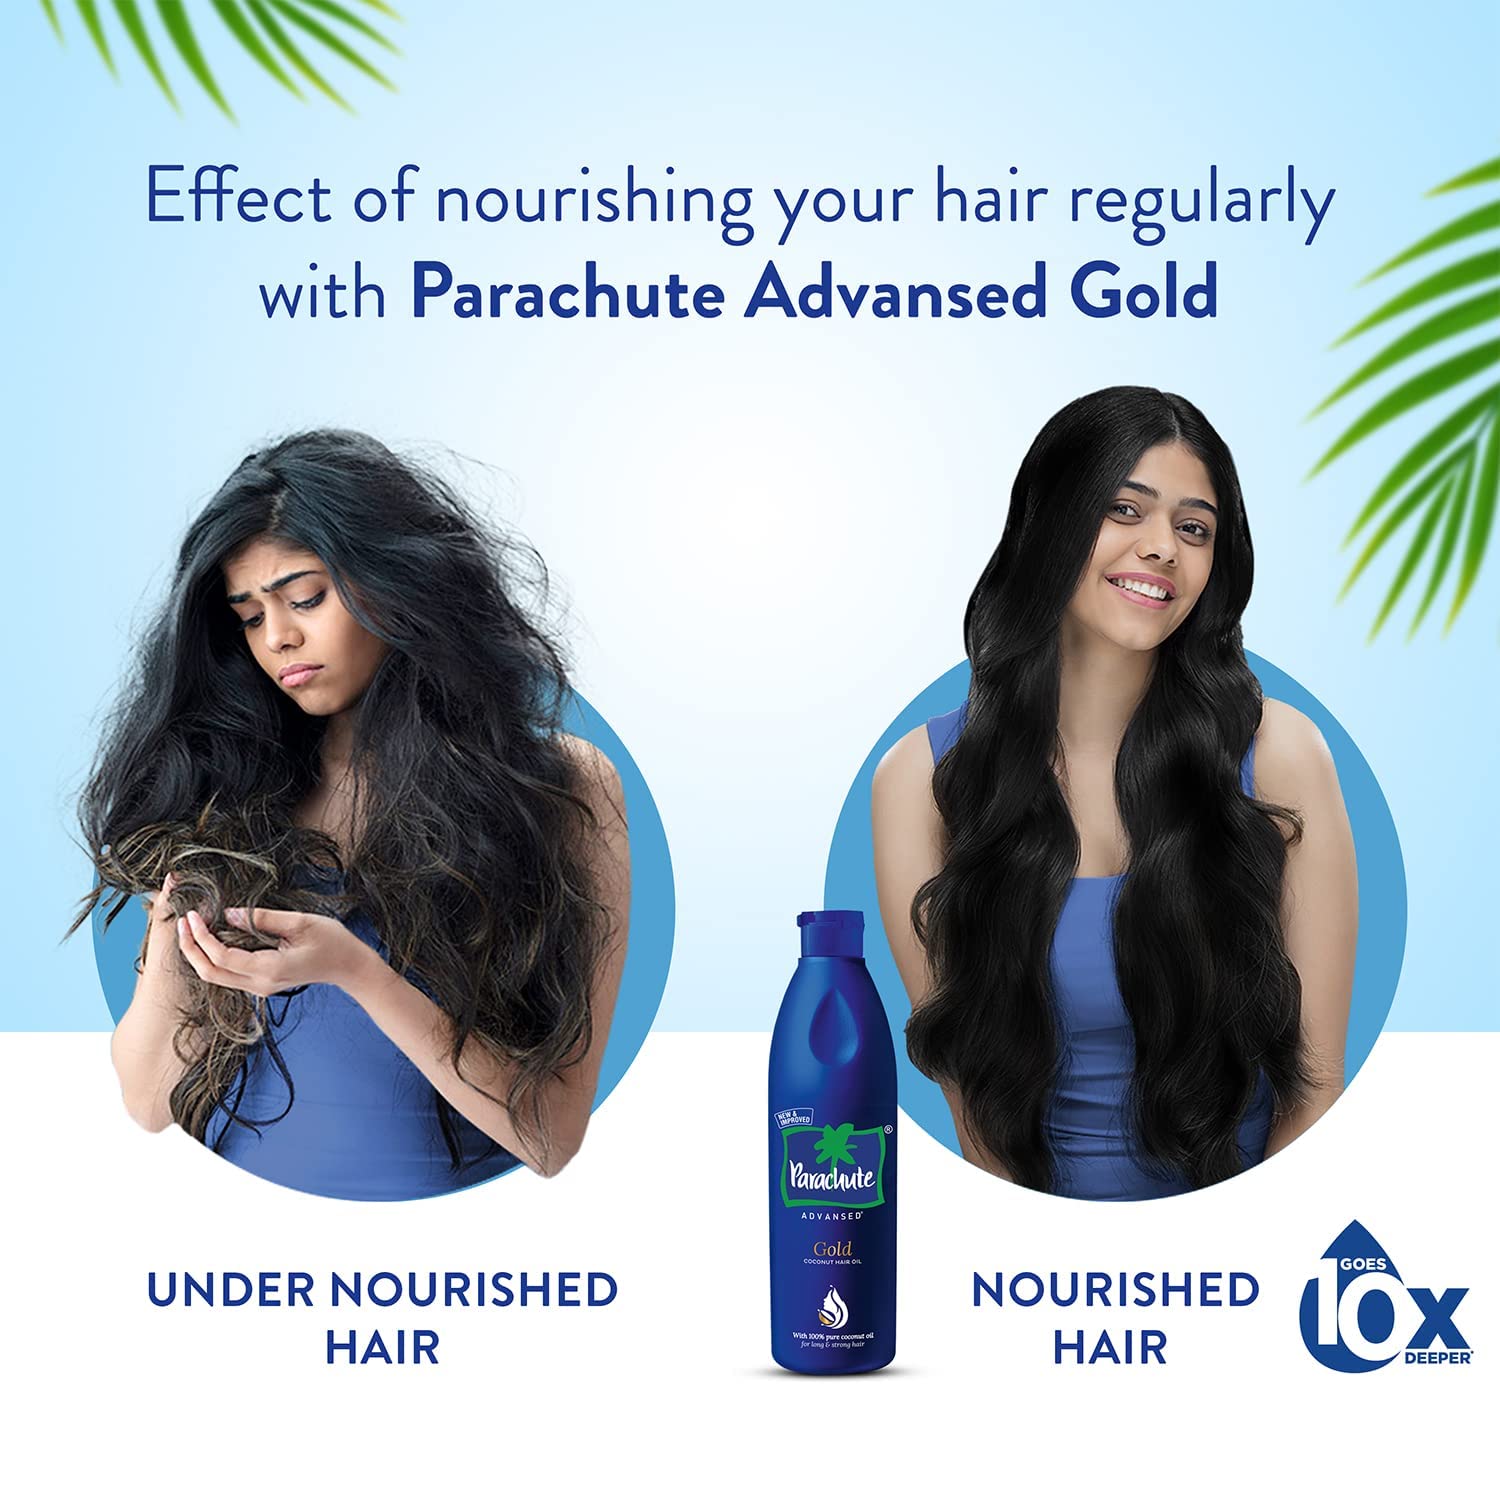 Effect of nourishing your hair regularly
with Parachute Advansed Gold
NEW &
IMPROVED
Parachute®
ADVANSED®
Gold
COCONUT HAIR OIL
With 100% pure coconut oil
for long & strong hair
UNDER NOURISHED
HAIR
NOURISHED
HAIR
GOES
10x
DEEPER*